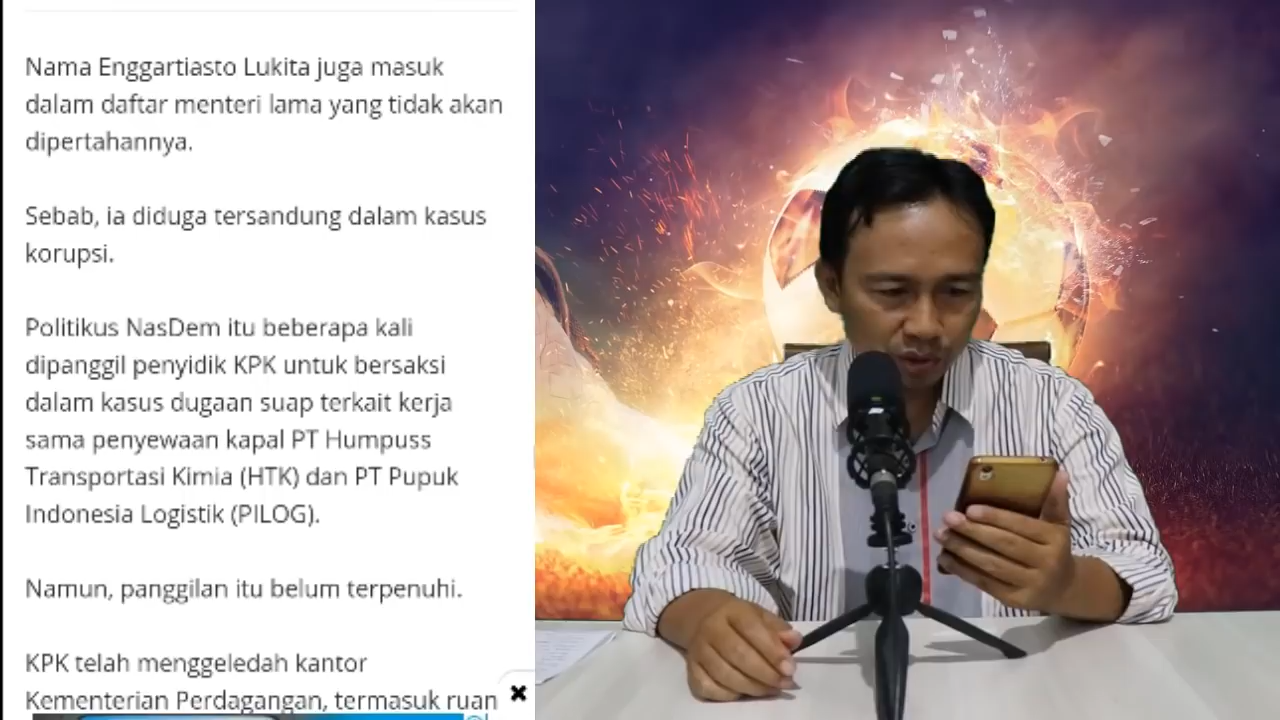 Nama Enggartiasto Lukita juga masuk
dalam daftar menteri lama yang tidak akan
dipertahannya.
Sebab, ia diduga tersandung dalam kasus
korupsi.
Politikus NasDem itu beberapa kali
dipanggil penyidik KPK untuk bersaksi
dalam kasus dugaan suap terkait kerja
sama penyewaan kapal PT Humpuss
Transportasi Kimia (HTK) dan PT Pupuk
Indonesia Logistik (PILOG).
Namun, panggilan itu belum terpenuhi.
KPK telah menggeledah kantor
Kementerian Perdagangan, termasuk ruan